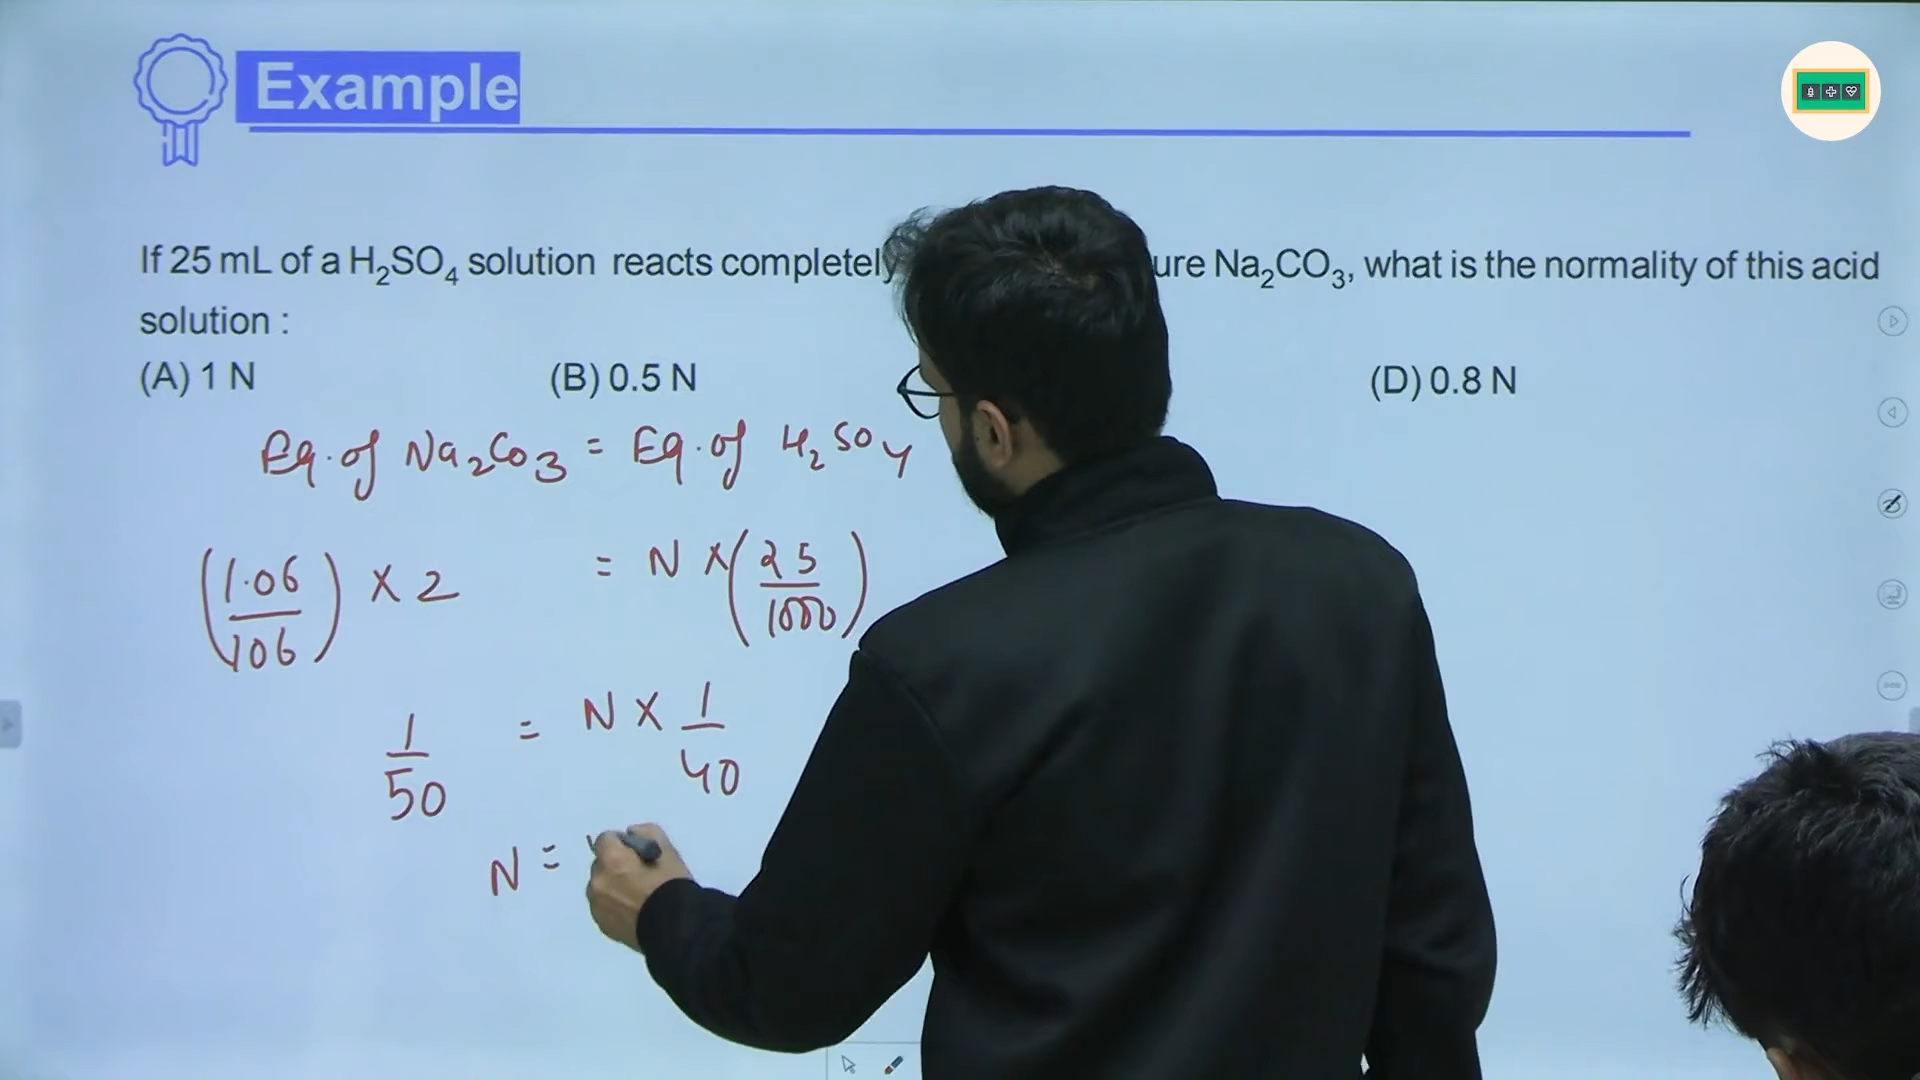 Example
If 25 mL of a H₂SO₄ solution reacts completely ure Na₂CO₃, what is the normality of this acid
solution :
(A) 1 N (B) 0.5 N (D) 0.8 N
Eq. of Na₂CO₃ = Eq. of H₂SO₄
(1.06/106) × 2 = N × (25/1000)
1/50 = N × 1/40
N =